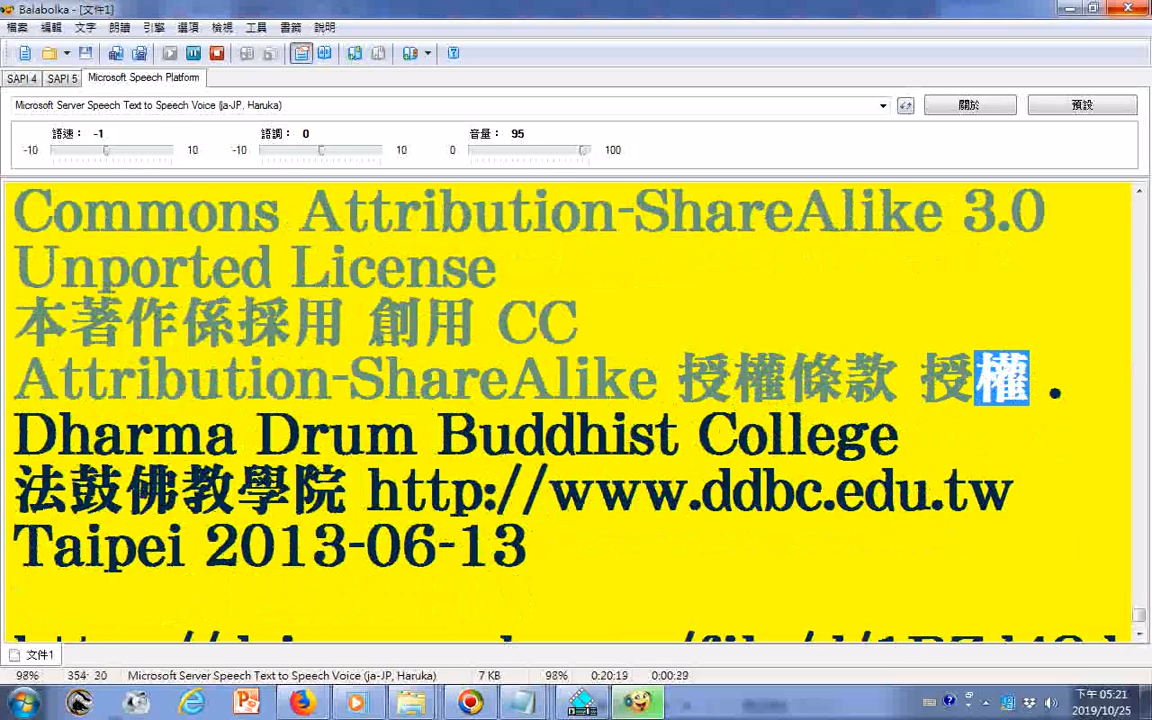 Balabolka - [文件1]
檔案 編輯 文字 朗讀 引擎 選項 檢視 工具 書籤 說明
SAPI 4 SAPI 5 Microsoft Speech Platform
Microsoft Server Speech Text to Speech Voice (ja-JP, Haruka) 關於 預設
語速： -1 語調： 0 音量： 95
-10 10 -10 10 0 100
Commons Attribution-ShareAlike 3.0
Unported License
本著作係採用 創用 CC
Attribution-ShareAlike 授權條款 授權 .
Dharma Drum Buddhist College
法鼓佛教學院 http://www.ddbc.edu.tw
Taipei 2013-06-13
文件1
98% 354: 20 Microsoft Server Speech Text to Speech Voice (ja-JP, Haruka) 7 KB 98% 0:20:19 0:00:29
下午 05:21
2019/10/25